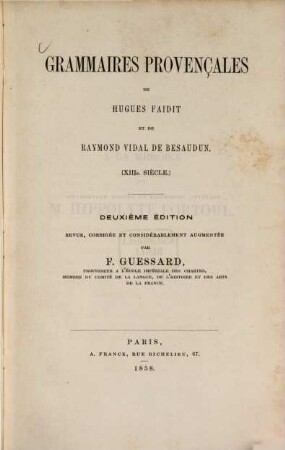 GRAMMAIRES PROVENÇALES
DE
HUGUES FAIDIT
ET DE
RAYMOND VIDAL DE BESAUDUN.
(XIIIe SIÈCLE.)
DEUXIÈME ÉDITION
REVUE, CORRIGÉE ET CONSIDÉRABLEMENT AUGMENTÉE
PAR
F. GUESSARD,
PROFESSEUR A L'ÉCOLE IMPÉRIALE DES CHARTES,
MEMBRE DU COMITÉ DE LA LANGUE, DE L'HISTOIRE ET DES ARTS
DE LA FRANCE.
PARIS,
A. FRANCK, RUE RICHELIEU, 67.
1858.